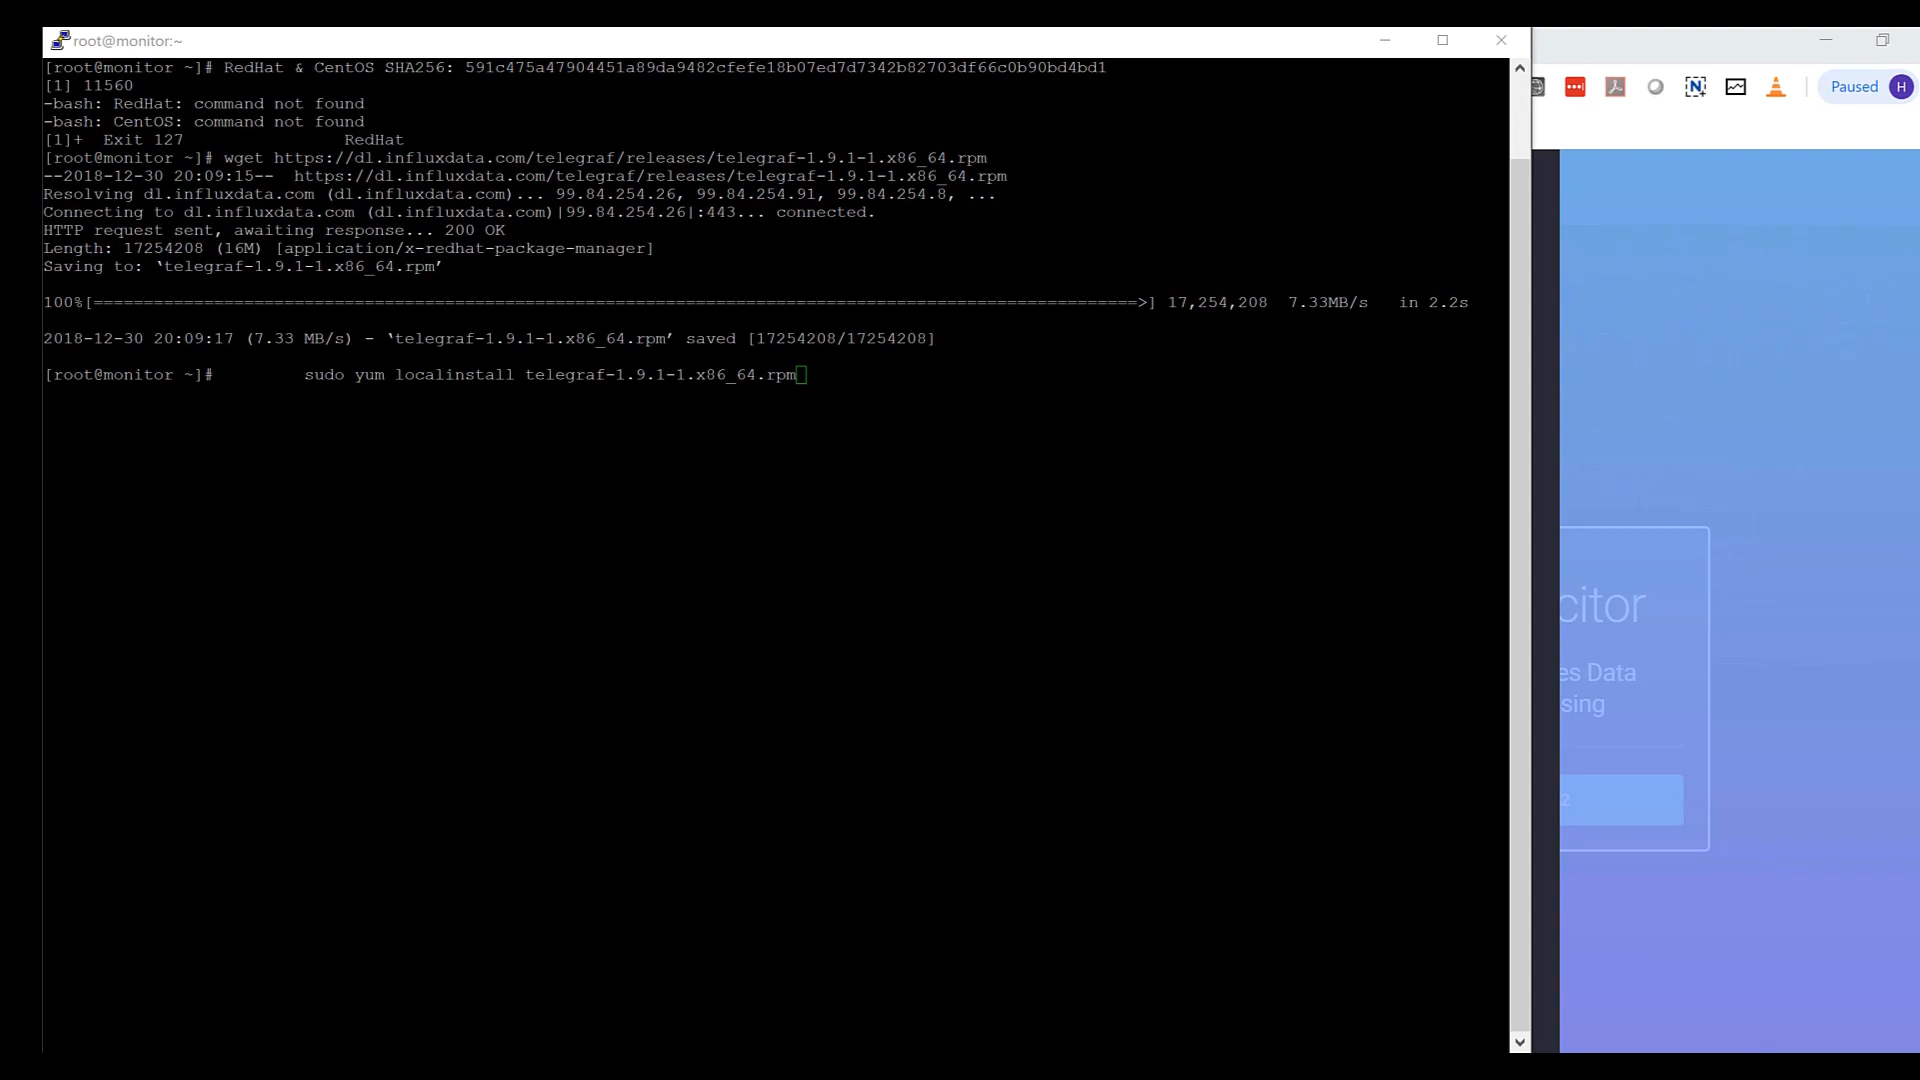 root@monitor:~
[root@monitor ~]# RedHat & CentOS SHA256: 591c475a47904451a89da9482cfefe18b07ed7d7342b82703df66c0b90bd4bd1
[1] 11560
-bash: RedHat: command not found
-bash: CentOS: command not found
[1]+  Exit 127                RedHat
[root@monitor ~]# wget https://dl.influxdata.com/telegraf/releases/telegraf-1.9.1-1.x86_64.rpm
--2018-12-30 20:09:15--  https://dl.influxdata.com/telegraf/releases/telegraf-1.9.1-1.x86_64.rpm
Resolving dl.influxdata.com (dl.influxdata.com)... 99.84.254.26, 99.84.254.91, 99.84.254.8, ...
Connecting to dl.influxdata.com (dl.influxdata.com)|99.84.254.26|:443... connected.
HTTP request sent, awaiting response... 200 OK
Length: 17254208 (16M) [application/x-redhat-package-manager]
Saving to: ‘telegraf-1.9.1-1.x86_64.rpm’
100%[========================================================================================================>] 17,254,208  7.33MB/s   in 2.2s
2018-12-30 20:09:17 (7.33 MB/s) - ‘telegraf-1.9.1-1.x86_64.rpm’ saved [17254208/17254208]
[root@monitor ~]#         sudo yum localinstall telegraf-1.9.1-1.x86_64.rpm
Paused H
citor
es Data
sing
2